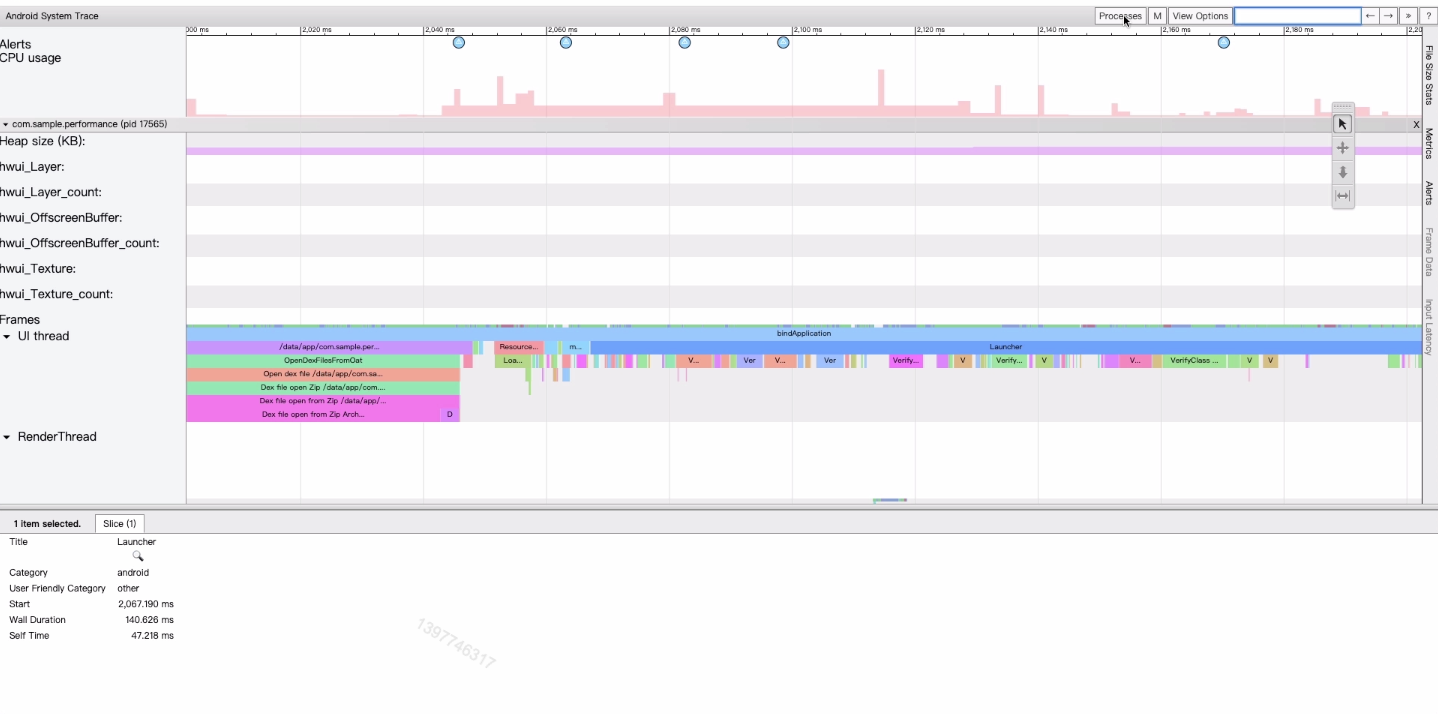 Android System Trace Processes M View Options ← → » ?
00 ms 2,020 ms 2,040 ms 2,060 ms 2,080 ms 2,100 ms 2,120 ms 2,140 ms 2,160 ms 2,180 ms 2,20
Alerts
CPU usage
File Size Stats
Metrics
Alerts
Frame Data
Input Latency
com.sample.performance (pid 17565) X
Heap size (KB):
hwui_Layer:
hwui_Layer_count:
hwui_OffscreenBuffer:
hwui_OffscreenBuffer_count:
hwui_Texture:
hwui_Texture_count:
Frames
UI thread
bindApplication
/data/app/com.sample.per... Resource... m... Launcher
OpenDexFilesFromOat Loa... V... Ver V... Ver Verify... V Verify... V V... VerifyClass ... V V
Open dex file /data/app/com.sa...
Dex file open Zip /data/app/com....
Dex file open from Zip /data/app/...
Dex file open from Zip Arch... D
RenderThread
1 item selected. Slice (1)
Title Launcher
Category android
User Friendly Category other
Start 2,067.190 ms
Wall Duration 140.626 ms
Self Time 47.218 ms
1397746317